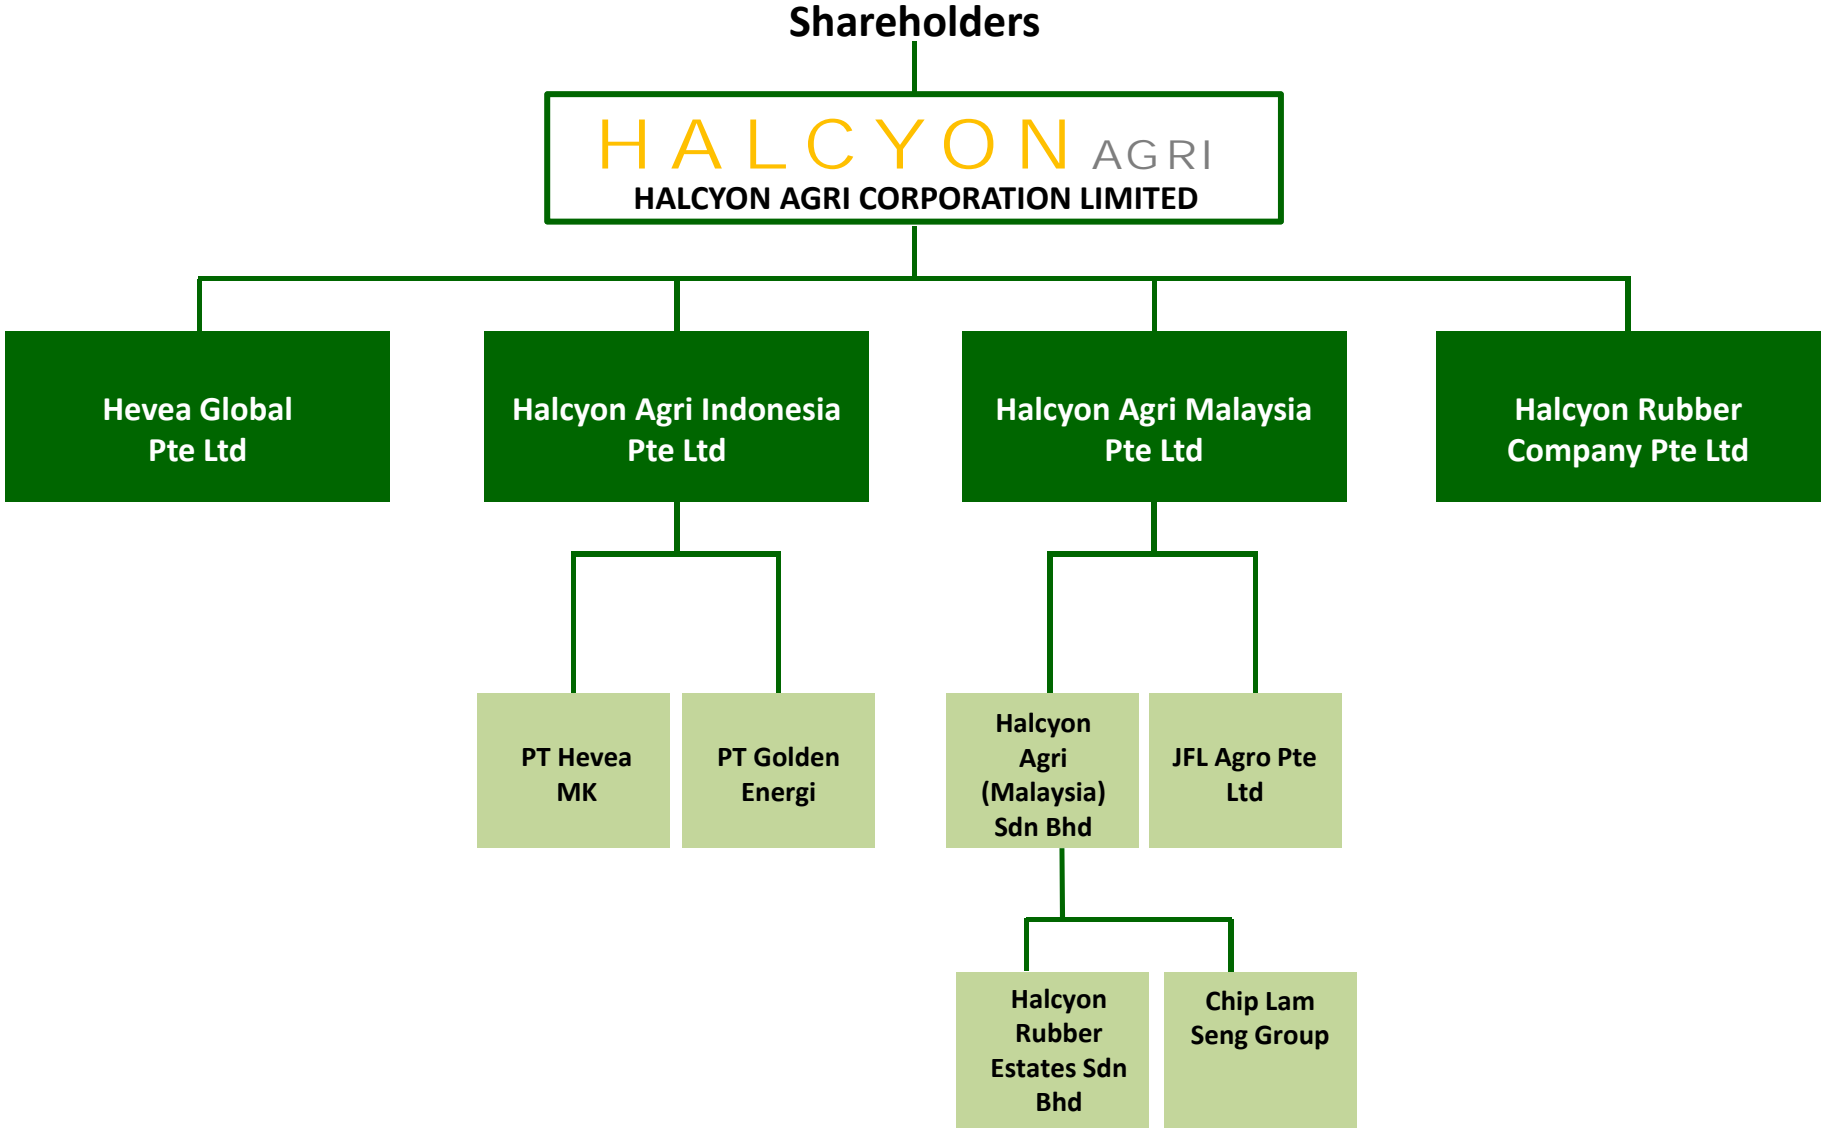 Shareholders
HALCYON AGRI
HALCYON AGRI CORPORATION LIMITED
Hevea Global
Pte Ltd
Halcyon Agri Indonesia
Pte Ltd
Halcyon Agri Malaysia
Pte Ltd
Halcyon Rubber
Company Pte Ltd
PT Hevea
MK
PT Golden
Energi
Halcyon
Agri
(Malaysia)
Sdn Bhd
JFL Agro Pte
Ltd
Halcyon
Rubber
Estates Sdn
Bhd
Chip Lam
Seng Group